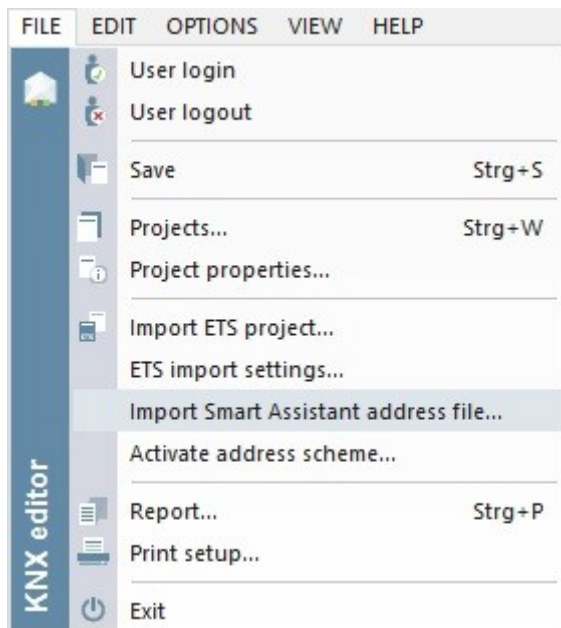 FILE EDIT OPTIONS VIEW HELP
User login
User logout
Save Strg+S
Projects... Strg+W
Project properties...
Import ETS project...
ETS import settings...
Import Smart Assistant address file...
Activate address scheme...
Report... Strg+P
Print setup...
Exit
KNX editor